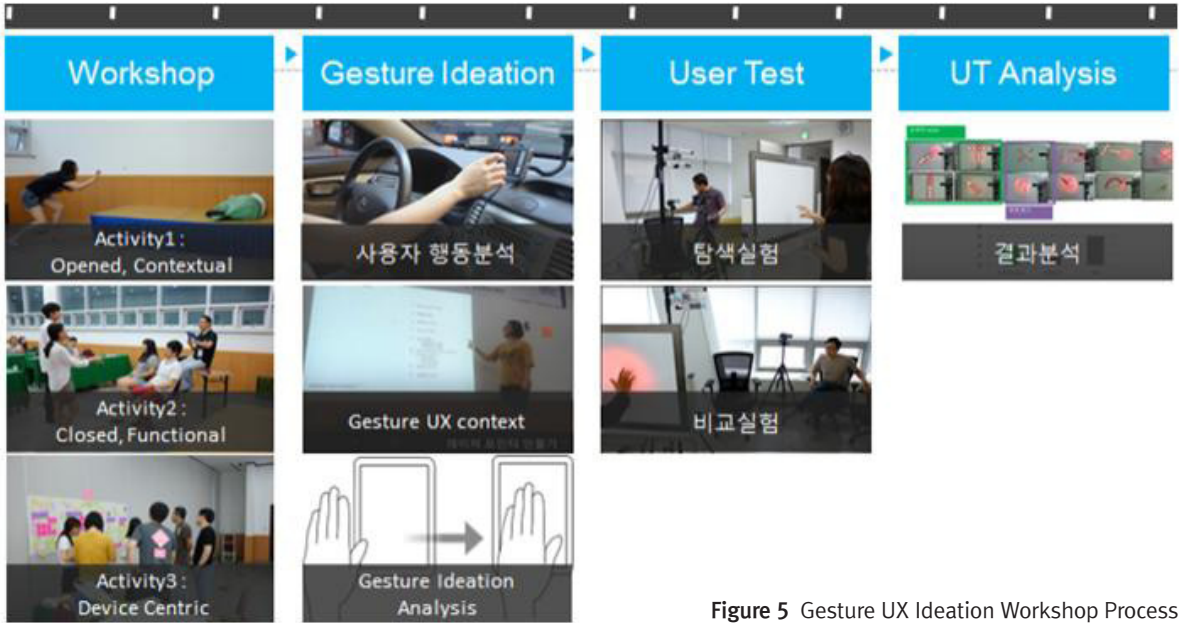 Workshop
Gesture Ideation
User Test
UT Analysis
Activity1 :
Opened, Contextual
사용자 행동분석
탐색실험
결과분석
Activity2 :
Closed, Functional
Gesture UX context
비교실험
Activity3 :
Device Centric
Gesture Ideation
Analysis
Figure 5 Gesture UX Ideation Workshop Process